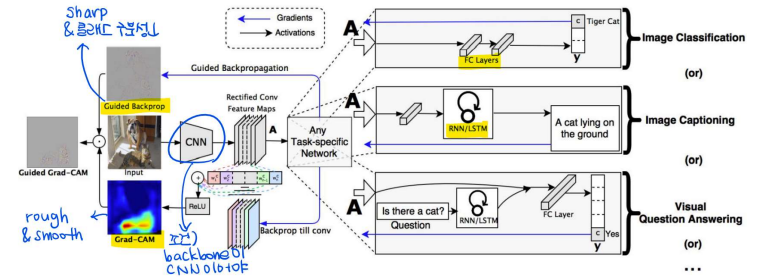 sharp
& 클래스 구분성↓
Gradients
Activations
Guided Backpropagation
Guided Backprop
Rectified Conv
Feature Maps
CNN
A
Any
Task-specific
Network
Input
Guided Grad-CAM
ReLU
Grad-CAM
rough
& smooth
조건)
backbone이
CNN이어야
Backprop till conv
A
FC Layers
c
Tiger Cat
y
Image Classification
(or)
A
RNN/LSTM
A cat lying on
the ground
Image Captioning
(or)
A
Is there a cat?
Question
RNN/LSTM
FC Layer
c
Yes
y
Visual
Question Answering
(or)
...